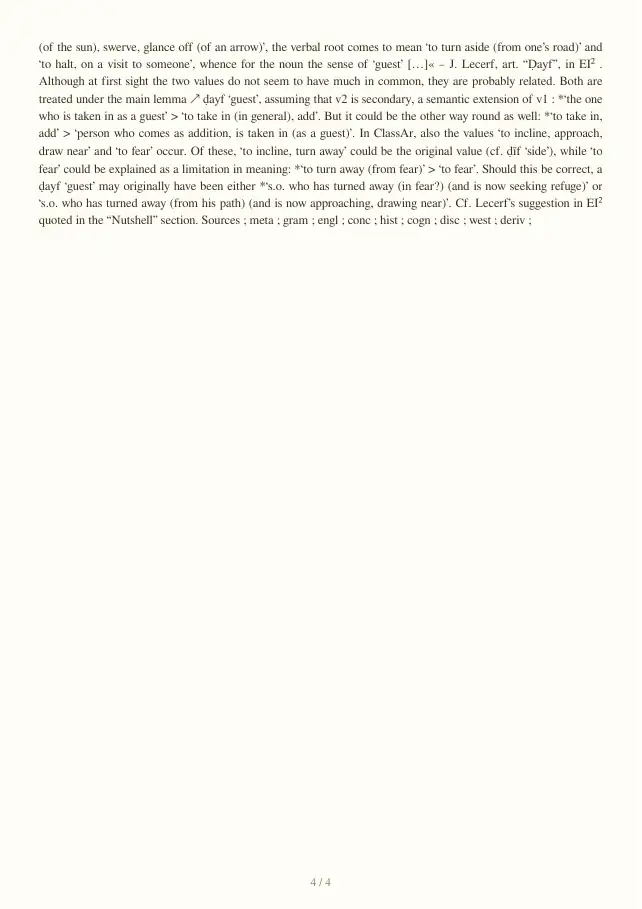 (of the sun), swerve, glance off (of an arrow)’, the verbal root comes to mean ‘to turn aside (from one’s road)’ and
‘to halt, on a visit to someone’, whence for the noun the sense of ‘guest’ […]« – J. Lecerf, art. “Ḍayf”, in EI² .
Although at first sight the two values do not seem to have much in common, they are probably related. Both are
treated under the main lemma ↗ ḍayf ‘guest’, assuming that v2 is secondary, a semantic extension of v1 : *‘the one
who is taken in as a guest’ > ‘to take in (in general), add’. But it could be the other way round as well: *‘to take in,
add’ > ‘person who comes as addition, is taken in (as a guest)’. In ClassAr, also the values ‘to incline, approach,
draw near’ and ‘to fear’ occur. Of these, ‘to incline, turn away’ could be the original value (cf. ḍīf ‘side’), while ‘to
fear’ could be explained as a limitation in meaning: *‘to turn away (from fear)’ > ‘to fear’. Should this be correct, a
ḍayf ‘guest’ may originally have been either *‘s.o. who has turned away (in fear?) (and is now seeking refuge)’ or
‘s.o. who has turned away (from his path) (and is now approaching, drawing near)’. Cf. Lecerf’s suggestion in EI²
quoted in the “Nutshell” section. Sources ; meta ; gram ; engl ; conc ; hist ; cogn ; disc ; west ; deriv ;
4 / 4